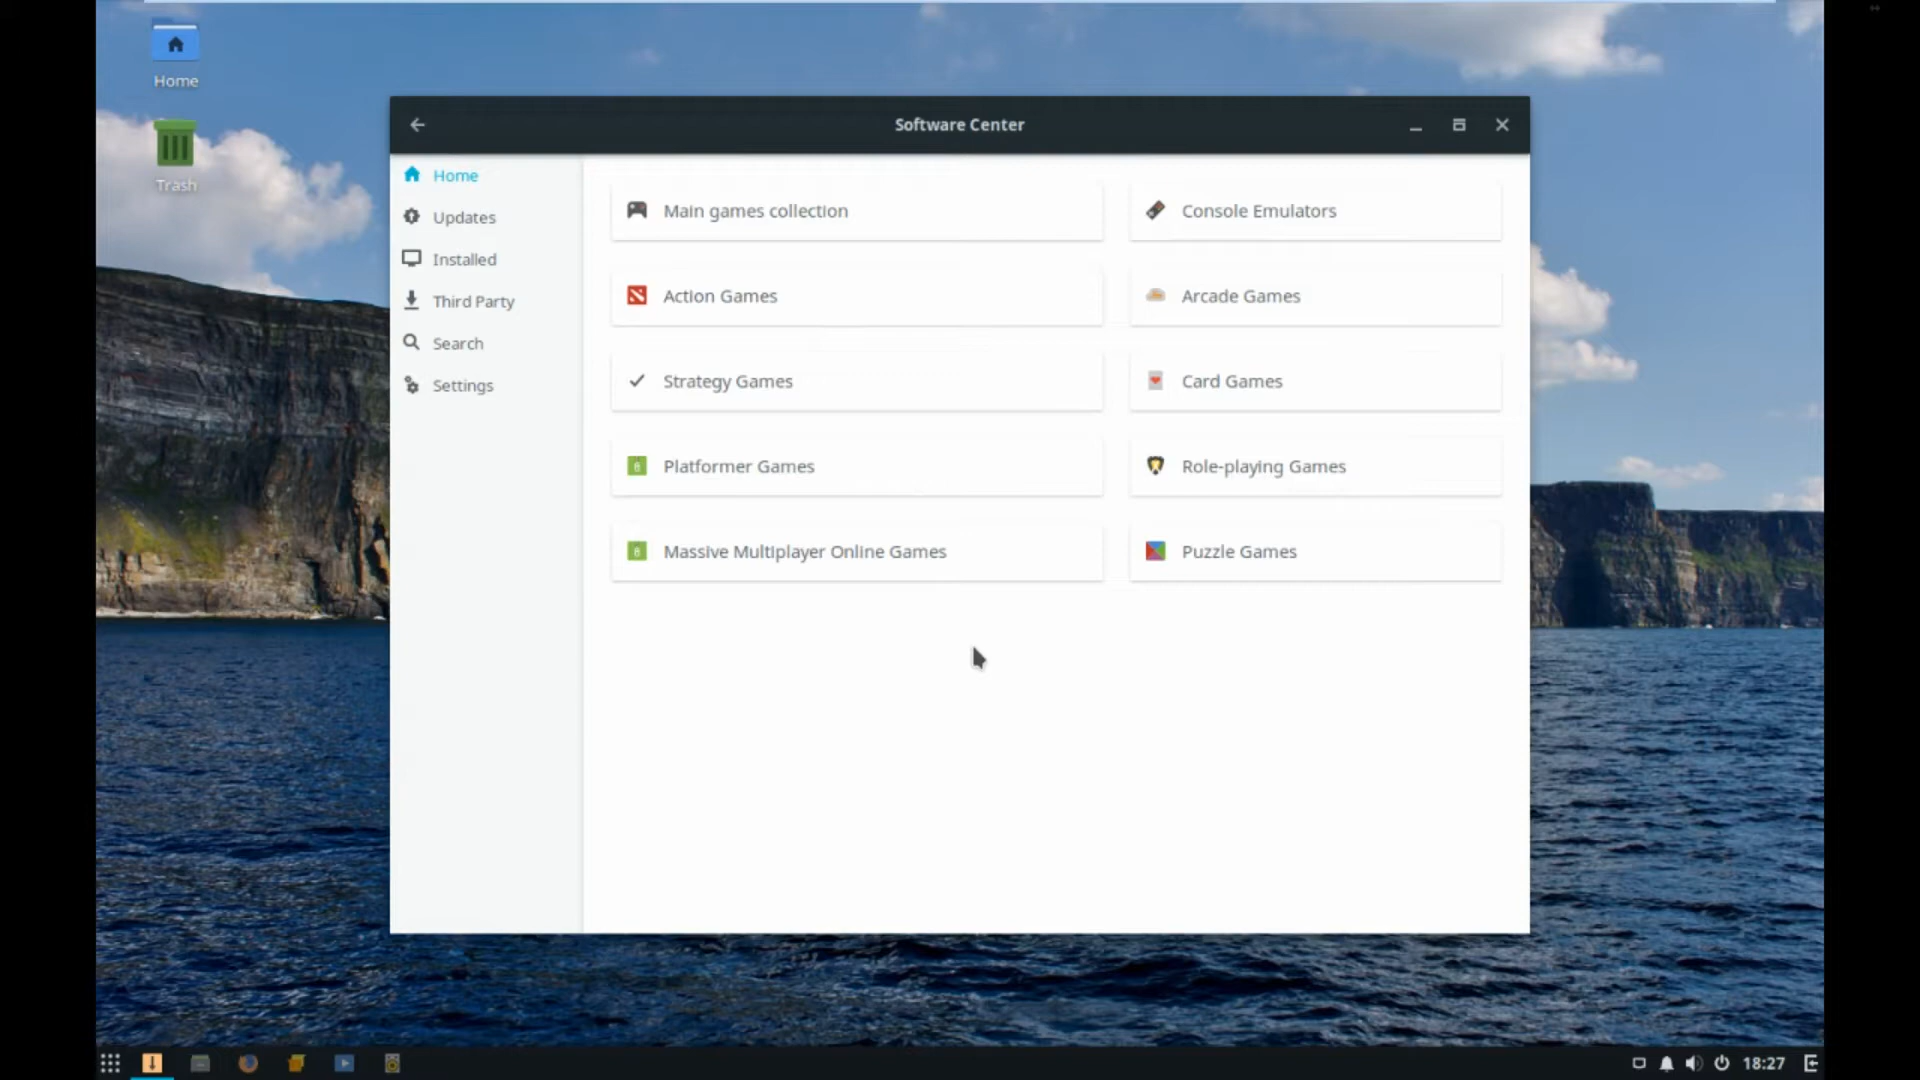 Home
Trash
Software Center
Home
Updates
Installed
Third Party
Search
Settings
Main games collection
Console Emulators
Action Games
Arcade Games
Strategy Games
Card Games
Platformer Games
Role-playing Games
Massive Multiplayer Online Games
Puzzle Games
18:27